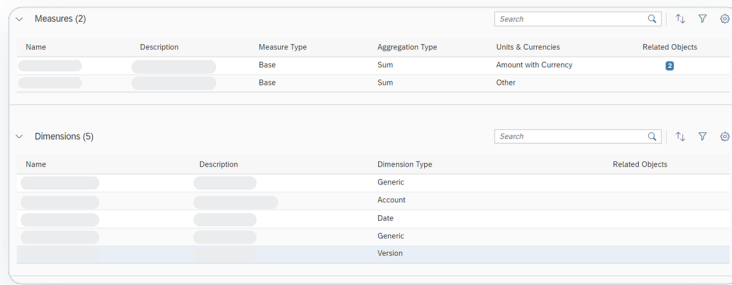 Measures (2)
Search
Name Description Measure Type Aggregation Type Units & Currencies Related Objects
Base Sum Amount with Currency 2
Base Sum Other
Dimensions (5)
Search
Name Description Dimension Type Related Objects
Generic
Account
Date
Generic
Version